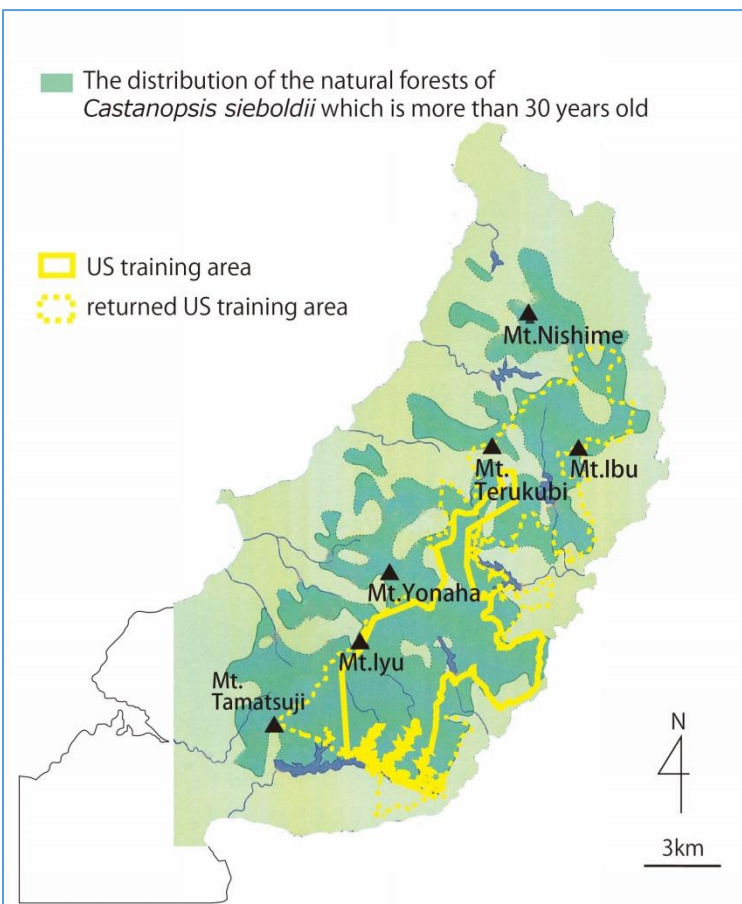 The distribution of the natural forests of
Castanopsis sieboldii which is more than 30 years old
US training area
returned US training area
Mt.Nishime
Mt.
Terukubi
Mt.Ibu
Mt.Yonaha
Mt.Iyu
Mt.
Tamatsuji
N
3km